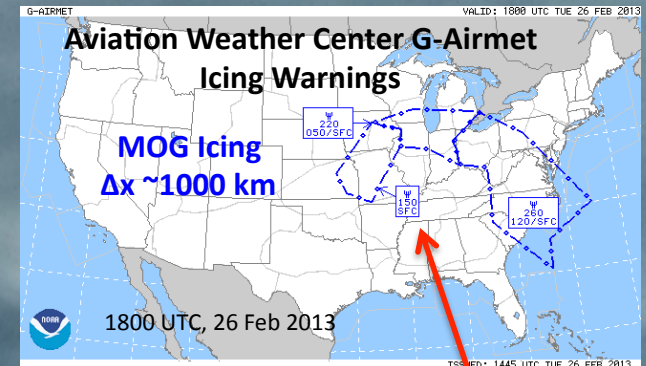 G-AIRMET
VALID: 1800 UTC TUE 26 FEB 2013
Aviation Weather Center G-Airmet
Icing Warnings
MOG Icing
Δx ~1000 km
220
050/SFC
150
SFC
260
120/SFC
NOAA
1800 UTC, 26 Feb 2013
ISSUED: 1445 UTC TUE 26 FEB 2013